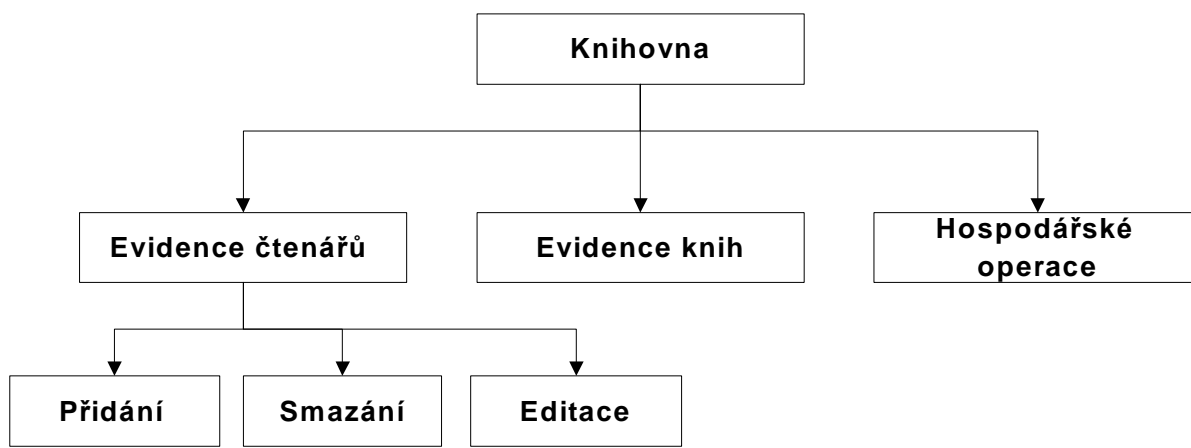 Knihovna
Evidence čtenářů
Evidence knih
Hospodářské
operace
Přidání
Smazání
Editace